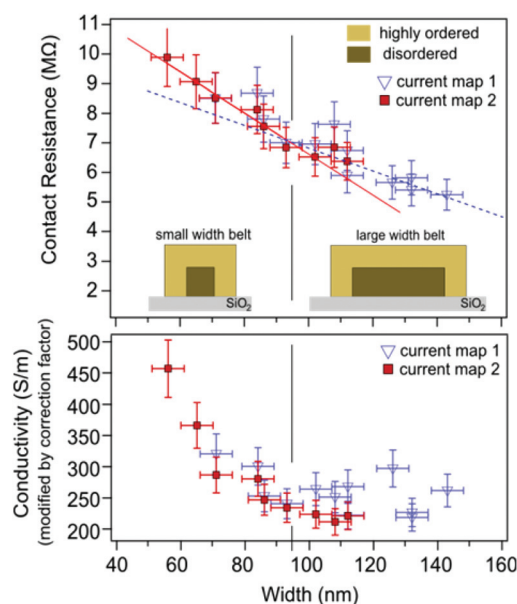 Contact Resistance (MΩ)
11
10
9
8
7
6
5
4
3
2
highly ordered
disordered
current map 1
current map 2
small width belt
large width belt
SiO₂
SiO₂
Conductivity (S/m)
(modified by correction factor)
500
450
400
350
300
250
200
current map 1
current map 2
40 60 80 100 120 140 160
Width (nm)